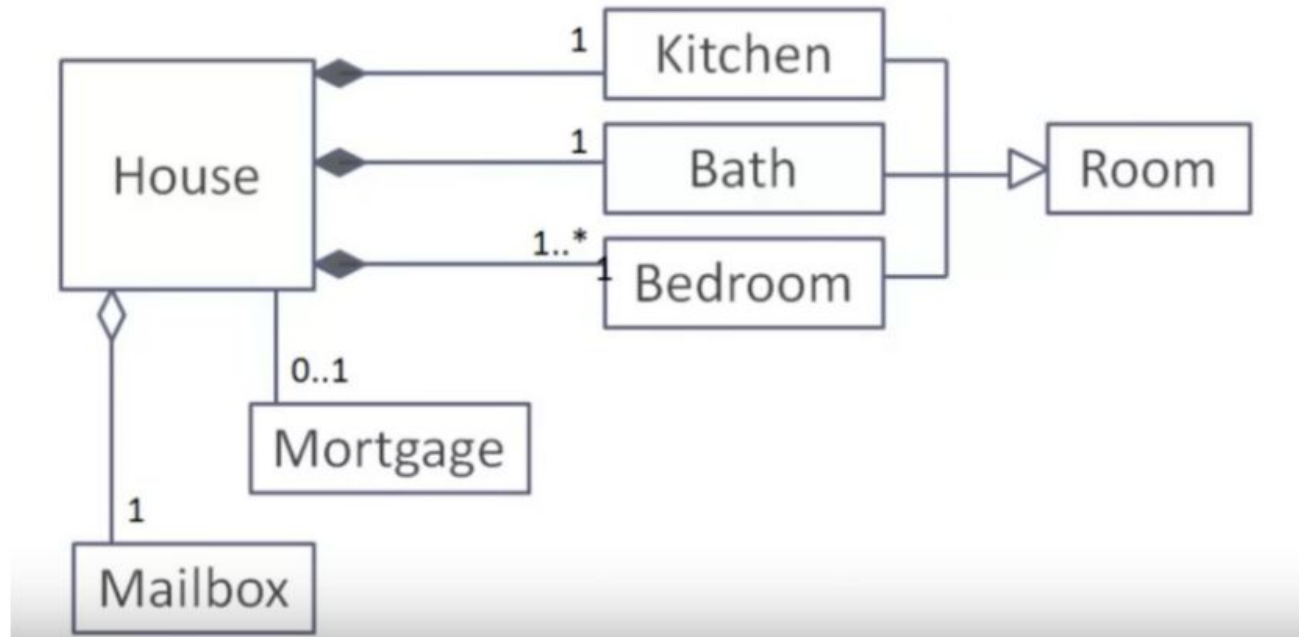 1
Kitchen
House
1
Bath
Room
1..*
1
Bedroom
0..1
Mortgage
1
Mailbox